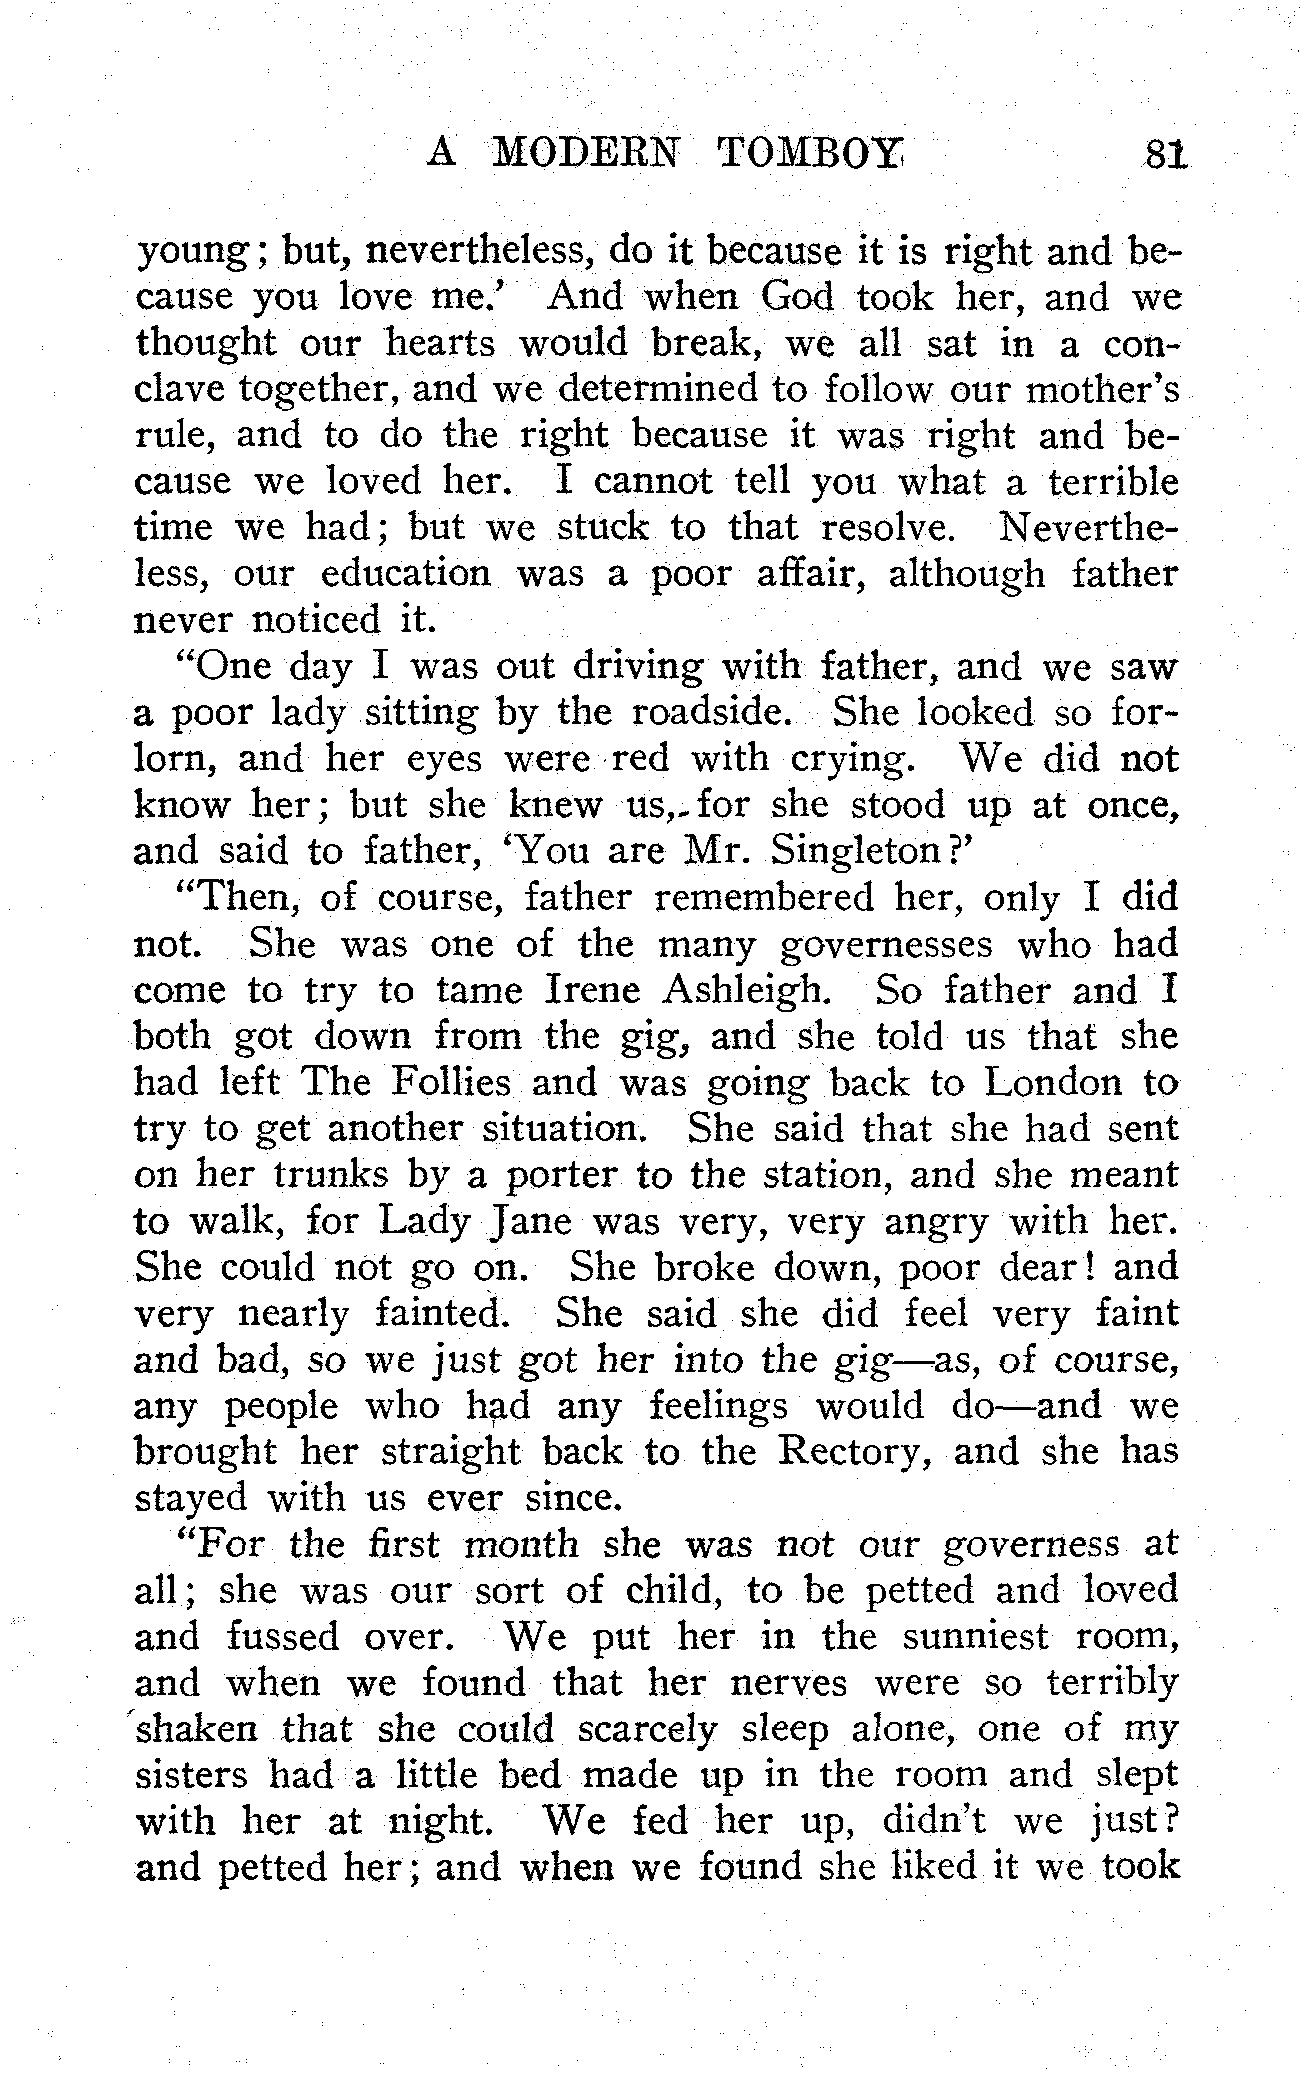 A MODERN TOMBOY 81
young; but, nevertheless, do it because it is right and be-
cause you love me.' And when God took her, and we
thought our hearts would break, we all sat in a con-
clave together, and we determined to follow our mother's
rule, and to do the right because it was right and be-
cause we loved her. I cannot tell you what a terrible
time we had; but we stuck to that resolve. Neverthe-
less, our education was a poor affair, although father
never noticed it.
"One day I was out driving with father, and we saw
a poor lady sitting by the roadside. She looked so for-
lorn, and her eyes were red with crying. We did not
know her; but she knew us, for she stood up at once,
and said to father, 'You are Mr. Singleton?'
"Then, of course, father remembered her, only I did
not. She was one of the many governesses who had
come to try to tame Irene Ashleigh. So father and I
both got down from the gig, and she told us that she
had left The Follies and was going back to London to
try to get another situation. She said that she had sent
on her trunks by a porter to the station, and she meant
to walk, for Lady Jane was very, very angry with her.
She could not go on. She broke down, poor dear! and
very nearly fainted. She said she did feel very faint
and bad, so we just got her into the gig—as, of course,
any people who had any feelings would do—and we
brought her straight back to the Rectory, and she has
stayed with us ever since.
"For the first month she was not our governess at
all; she was our sort of child, to be petted and loved
and fussed over. We put her in the sunniest room,
and when we found that her nerves were so terribly
shaken that she could scarcely sleep alone, one of my
sisters had a little bed made up in the room and slept
with her at night. We fed her up, didn't we just?
and petted her; and when we found she liked it we took